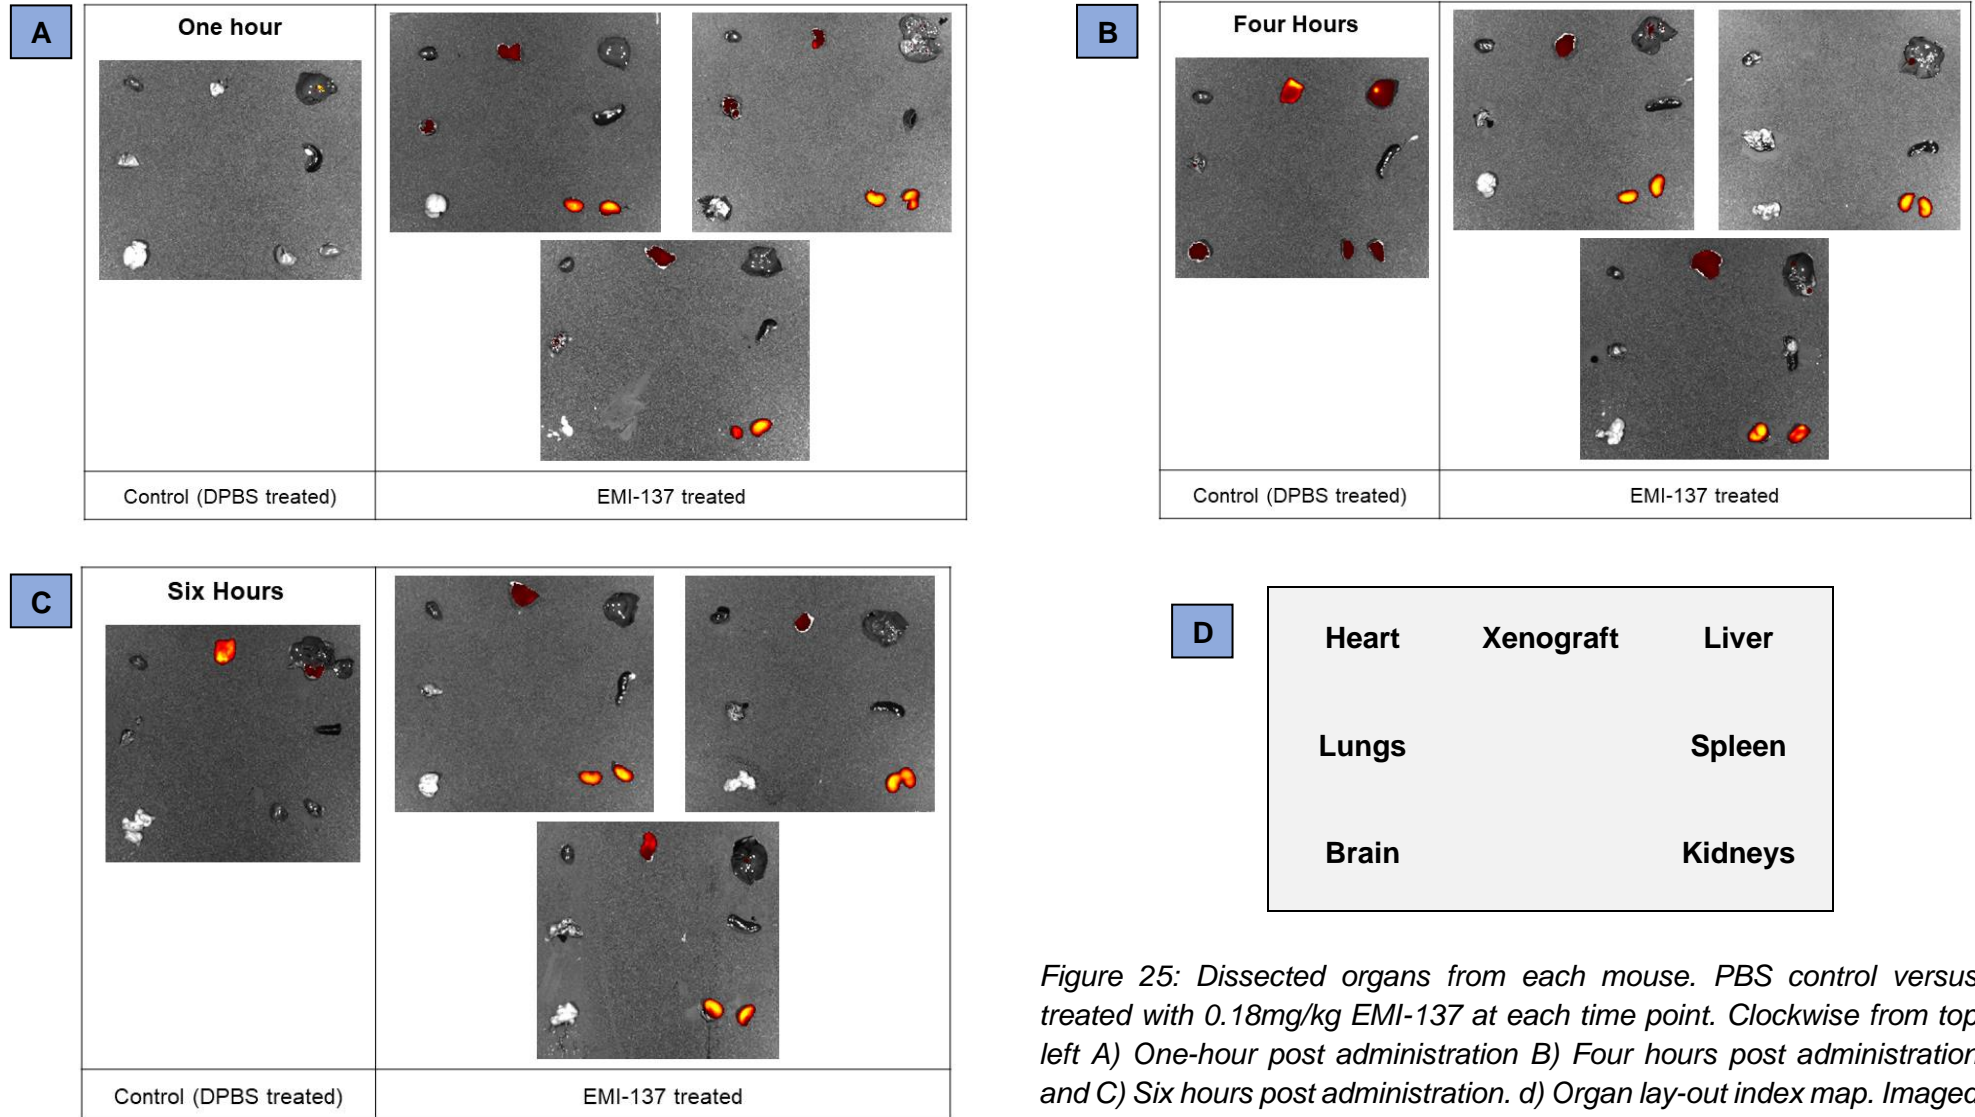 A
One hour
Control (DPBS treated)
EMI-137 treated
B
Four Hours
Control (DPBS treated)
EMI-137 treated
C
Six Hours
Control (DPBS treated)
EMI-137 treated
D
Heart Xenograft Liver
Lungs Spleen
Brain Kidneys
Figure 25: Dissected organs from each mouse. PBS control versus
treated with 0.18mg/kg EMI-137 at each time point. Clockwise from top
left A) One-hour post administration B) Four hours post administration
and C) Six hours post administration. d) Organ lay-out index map. Imaged